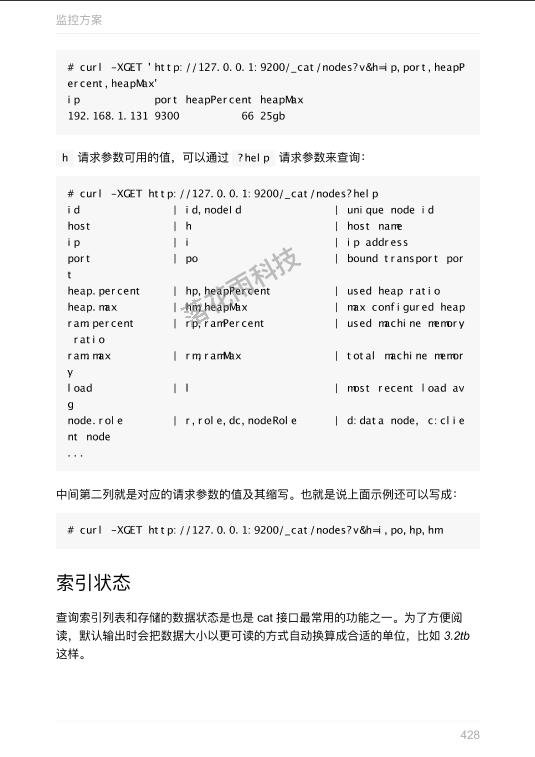 监控方案
# curl -XGET 'http://127.0.0.1:9200/_cat/nodes?v&h=ip,port,heapP
ercent,heapMax'
ip            port heapPercent heapMax
192.168.1.131 9300          66 25gb
h 请求参数可用的值，可以通过 ?help 请求参数来查询：
# curl -XGET http://127.0.0.1:9200/_cat/nodes?help
id               | id,nodeId               | unique node id
host             | h                       | host name
ip               | i                       | ip address
port             | po                      | bound transport por
t
heap.percent     | hp,heapPercent          | used heap ratio
heap.max         | hm,heapMax              | max configured heap
ram.percent      | rp,ramPercent           | used machine memory
 ratio
ram.max          | rm,ramMax               | total machine memor
y
load             | l                       | most recent load av
g
node.role        | r,role,dc,nodeRole      | d:data node, c:clie
nt node
...
落花雨科技
中间第二列就是对应的请求参数的值及其缩写。也就是说上面示例还可以写成：
# curl -XGET http://127.0.0.1:9200/_cat/nodes?v&h=i,po,hp,hm
索引状态
查询索引列表和存储的数据状态是也是 cat 接口最常用的功能之一。为了方便阅
读，默认输出时会把数据大小以更可读的方式自动换算成合适的单位，比如 3.2tb
这样。
428